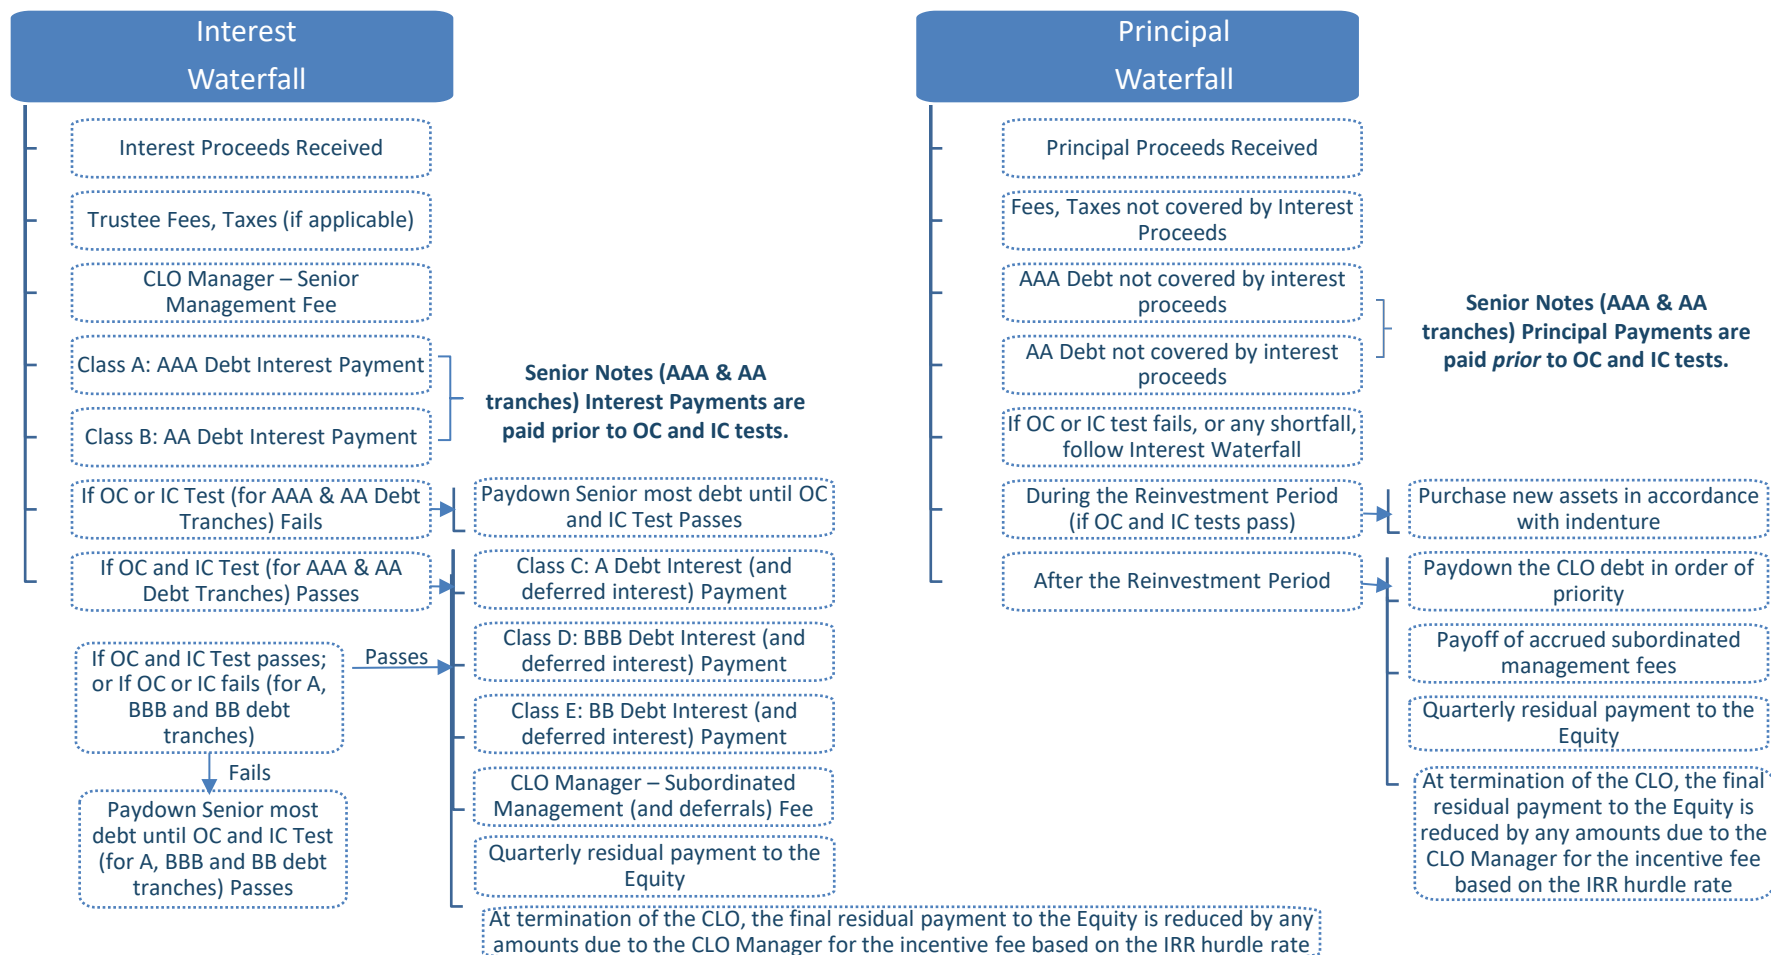 Interest
Waterfall
Interest Proceeds Received
Trustee Fees, Taxes (if applicable)
CLO Manager – Senior
Management Fee
Class A: AAA Debt Interest Payment
Class B: AA Debt Interest Payment
Senior Notes (AAA & AA
tranches) Interest Payments are
paid prior to OC and IC tests.
If OC or IC Test (for AAA & AA Debt
Tranches) Fails
Paydown Senior most debt until OC
and IC Test Passes
If OC and IC Test (for AAA & AA
Debt Tranches) Passes
Class C: A Debt Interest (and
deferred interest) Payment
If OC and IC Test passes;
or If OC or IC fails (for A,
BBB and BB debt
tranches)
Passes
Class D: BBB Debt Interest (and
deferred interest) Payment
Class E: BB Debt Interest (and
deferred interest) Payment
Fails
Paydown Senior most
debt until OC and IC Test
(for A, BBB and BB debt
tranches) Passes
CLO Manager – Subordinated
Management (and deferrals) Fee
Quarterly residual payment to the
Equity
At termination of the CLO, the final residual payment to the Equity is reduced by any
amounts due to the CLO Manager for the incentive fee based on the IRR hurdle rate
Principal
Waterfall
Principal Proceeds Received
Fees, Taxes not covered by Interest
Proceeds
AAA Debt not covered by interest
proceeds
AA Debt not covered by interest
proceeds
Senior Notes (AAA & AA
tranches) Principal Payments are
paid prior to OC and IC tests.
If OC or IC test fails, or any shortfall,
follow Interest Waterfall
During the Reinvestment Period
(if OC and IC tests pass)
Purchase new assets in accordance
with indenture
After the Reinvestment Period
Paydown the CLO debt in order of
priority
Payoff of accrued subordinated
management fees
Quarterly residual payment to the
Equity
At termination of the CLO, the final
residual payment to the Equity is
reduced by any amounts due to the
CLO Manager for the incentive fee
based on the IRR hurdle rate